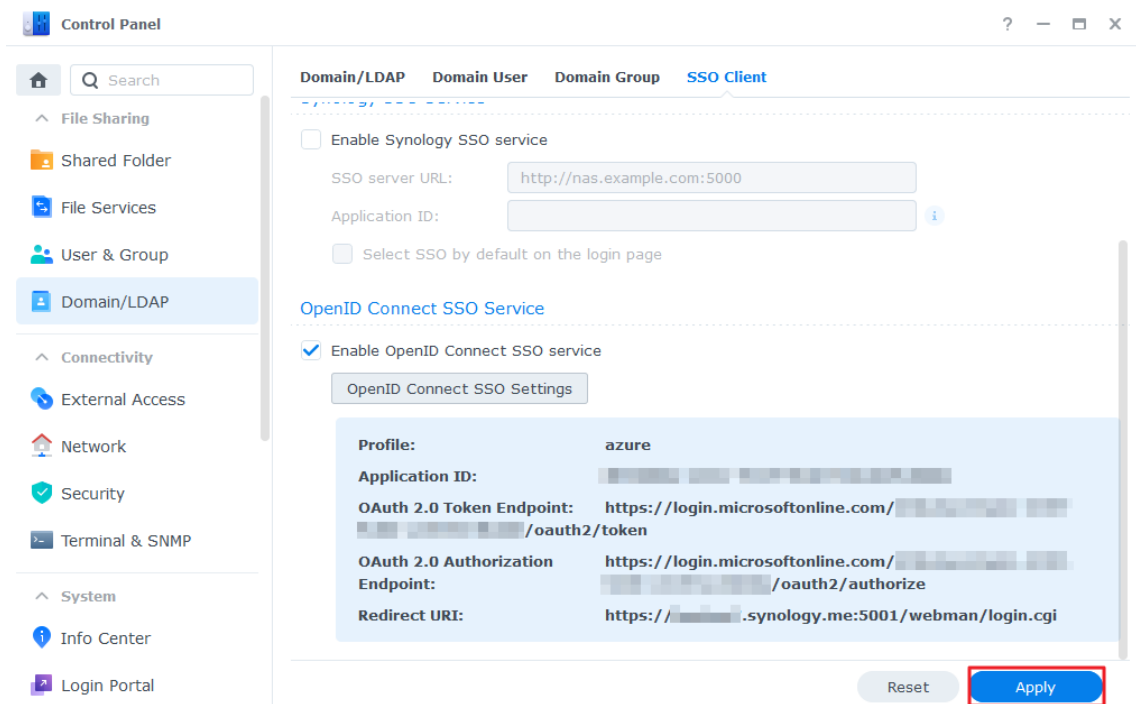 Control Panel
?
Search
File Sharing
Shared Folder
File Services
User & Group
Domain/LDAP
Connectivity
External Access
Network
Security
Terminal & SNMP
System
Info Center
Login Portal
Domain/LDAP Domain User Domain Group SSO Client
Synology SSO Service
Enable Synology SSO service
SSO server URL: http://nas.example.com:5000
Application ID:
Select SSO by default on the login page
OpenID Connect SSO Service
Enable OpenID Connect SSO service
OpenID Connect SSO Settings
Profile: azure
Application ID:
OAuth 2.0 Token Endpoint: https://login.microsoftonline.com/
/oauth2/token
OAuth 2.0 Authorization https://login.microsoftonline.com/
Endpoint: /oauth2/authorize
Redirect URI: https:// .synology.me:5001/webman/login.cgi
Reset Apply